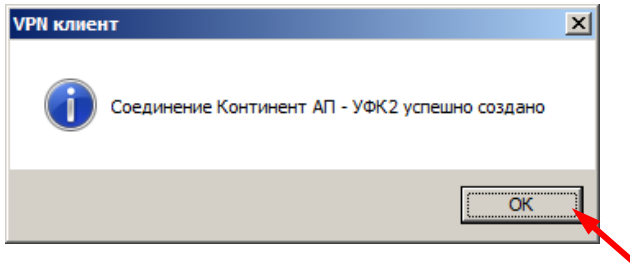 VPN клиент
Соединение Континент АП - УФК2 успешно создано
OK